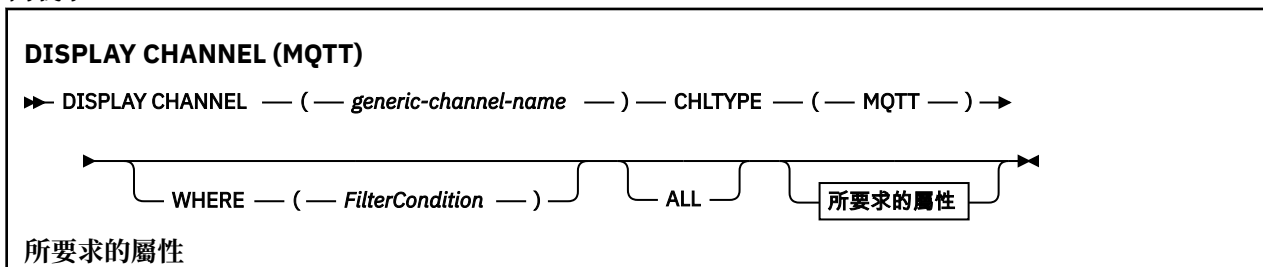 DISPLAY CHANNEL (MQTT)
DISPLAY CHANNEL ( generic-channel-name ) CHLTYPE ( MQTT )
WHERE ( FilterCondition ) ALL 所要求的屬性
所要求的屬性